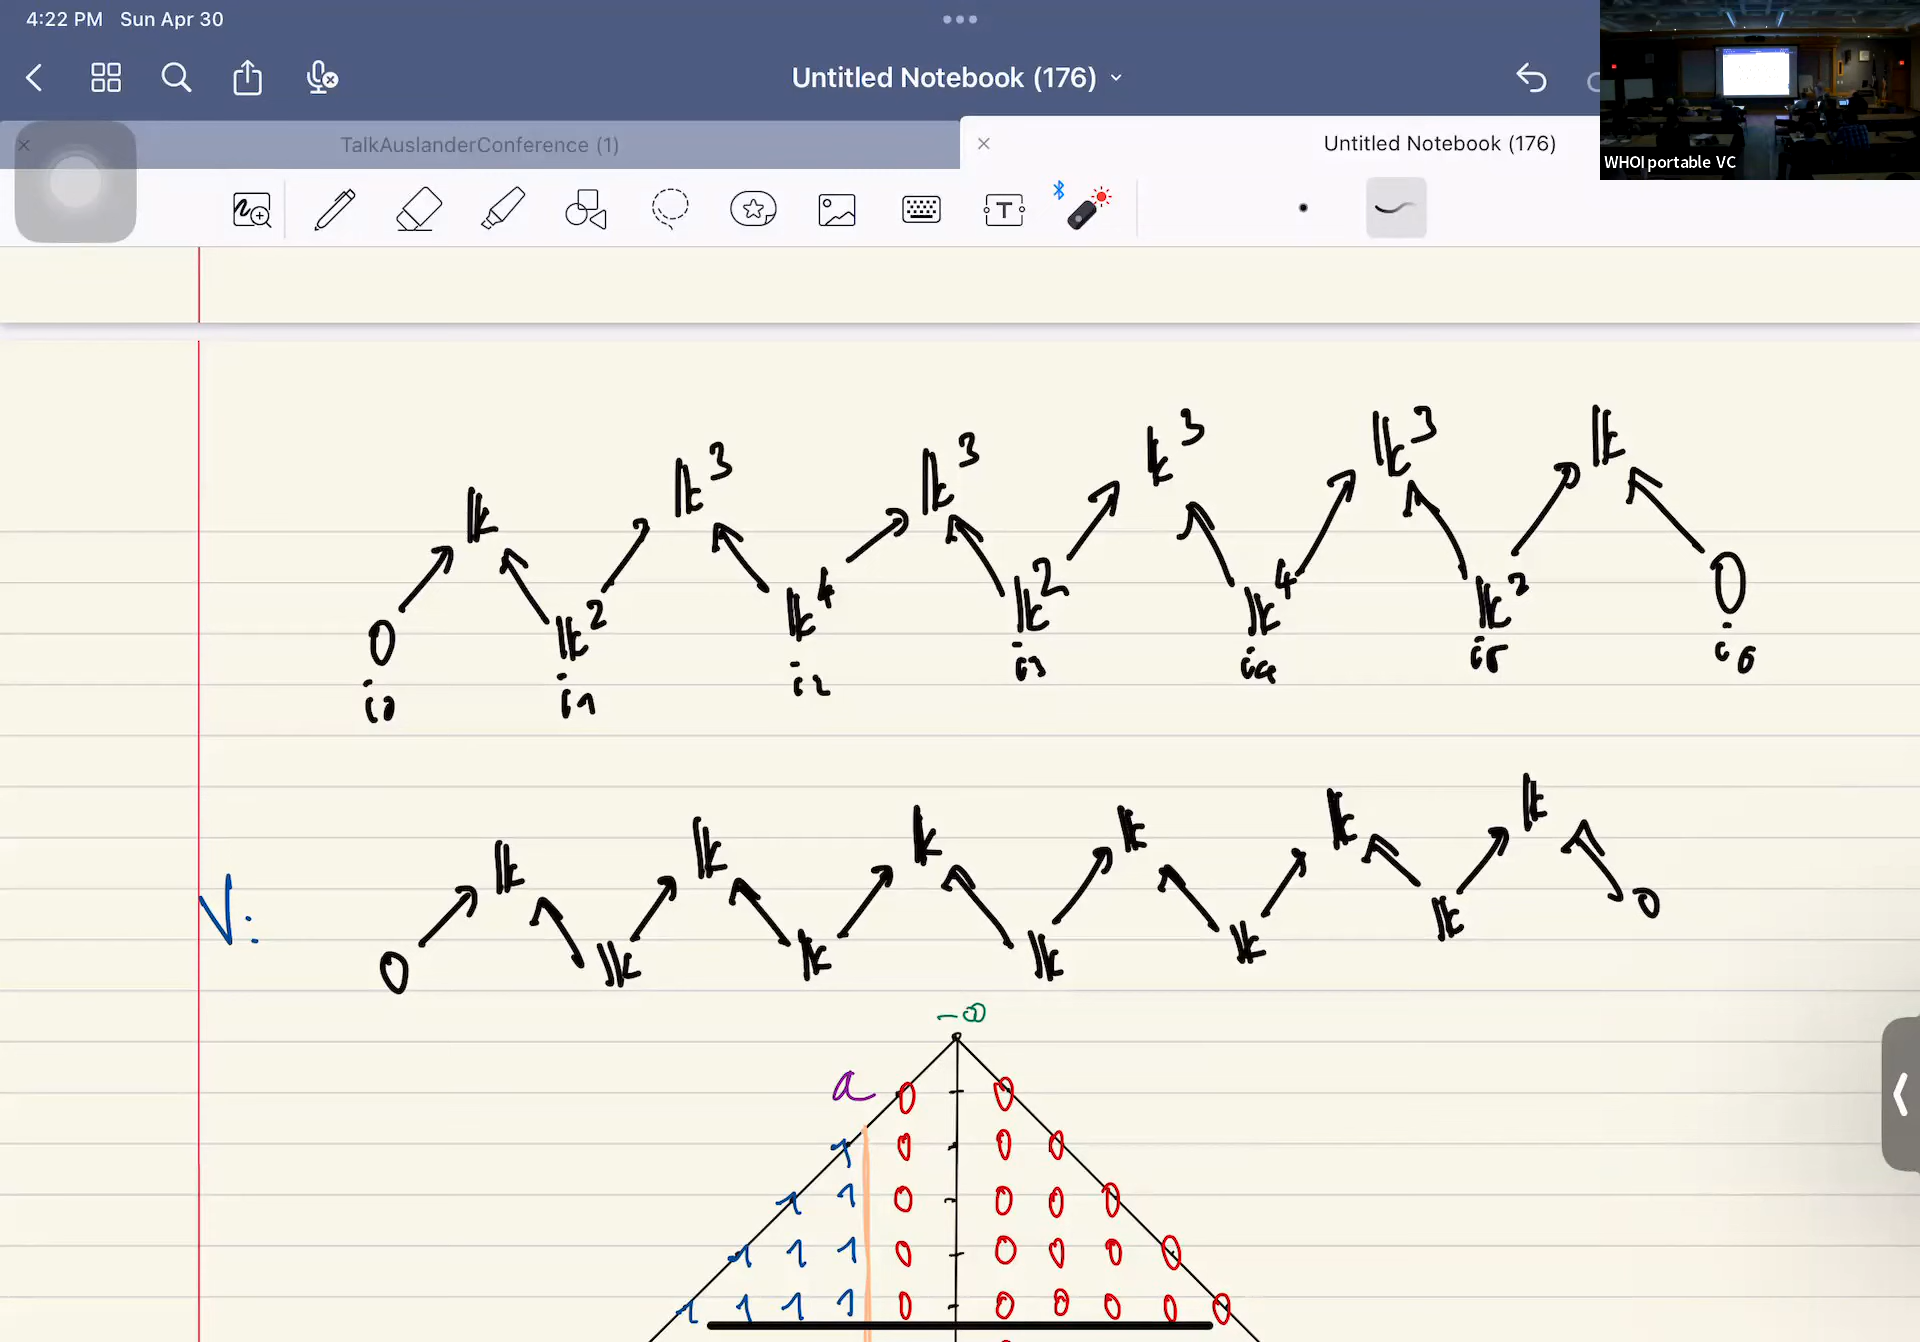 4:22 PM Sun Apr 30
Untitled Notebook (176)
WHOI portable VC
TalkAuslanderConference (1)
Untitled Notebook (176)
T
𝕜 𝕜³ 𝕜³ 𝕜³ 𝕜³ 𝕜
0 𝕜² 𝕜⁴ 𝕜² 𝕜⁴ 𝕜² 0
i0 i1 i2 i3 i4 i5 i6
𝕜 𝕜 𝕜 𝕜 𝕜 𝕜
V:
0 𝕜 𝕜 𝕜 𝕜 𝕜 0
-∞
a 0 0
1 0 0 0
1 1 0 0 0 0
1 1 1 0 0 0 0 0
1 1 1 1 0 0 0 0 0 0